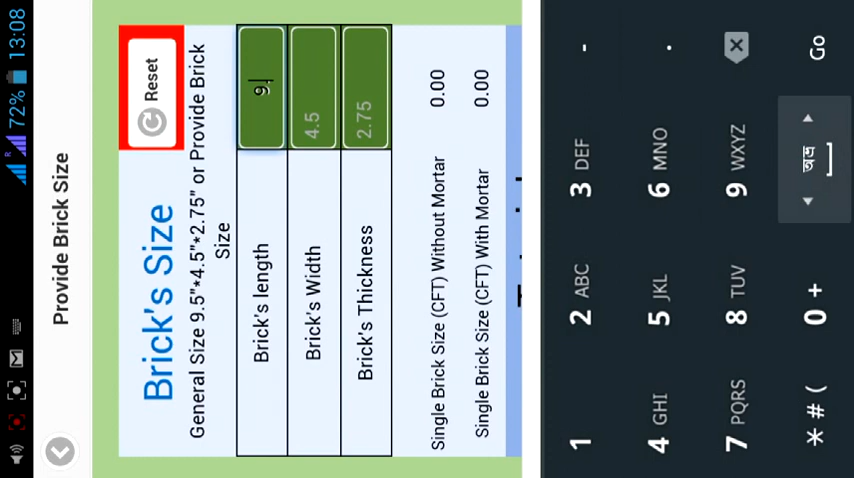 72% 13:08
Provide Brick Size
Brick's Size
Reset
General Size 9.5"*4.5"*2.75" or Provide Brick
Size
Brick's length 9.
Brick's Width 4.5
Brick's Thickness 2.75
Single Brick Size (CFT) Without Mortar 0.00
Single Brick Size (CFT) With Mortar 0.00
1 2 ABC 3 DEF -
4 GHI 5 JKL 6 MNO .
7 PQRS 8 TUV 9 WXYZ
* # ( 0 + Go